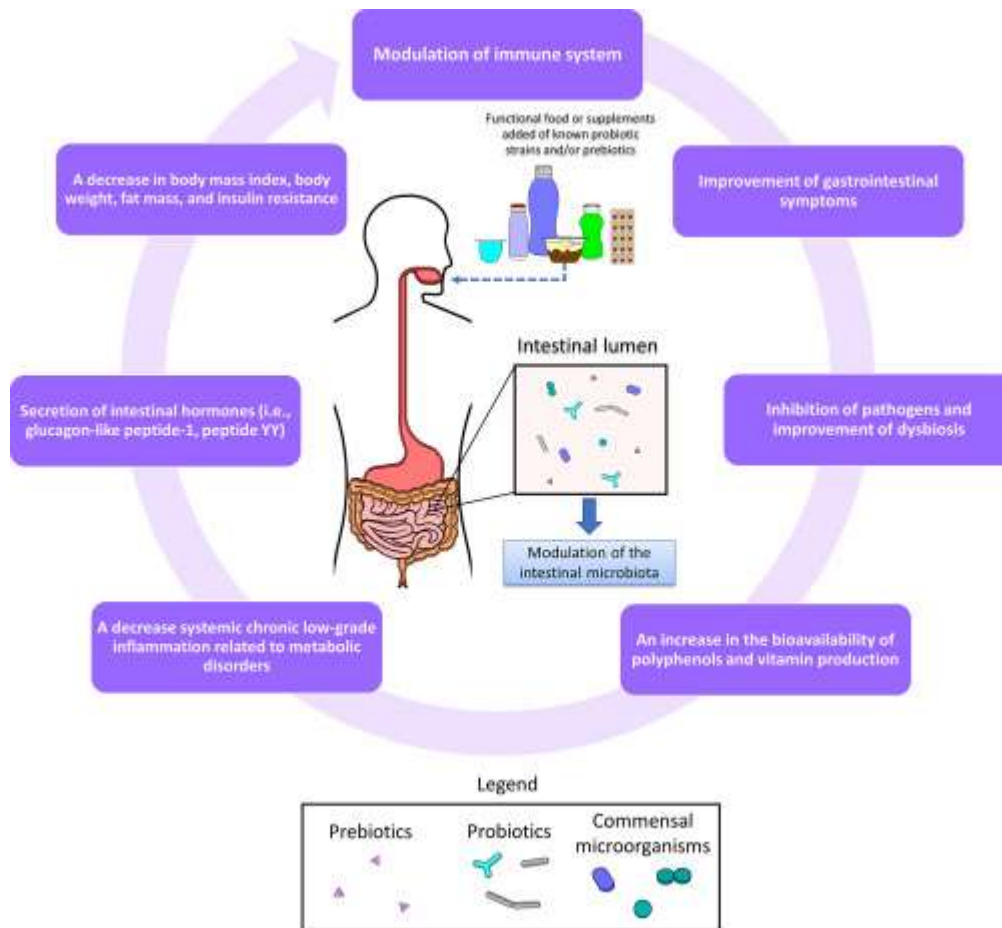 Modulation of immune system
Functional food or supplements
added of known probiotic
strains and/or prebiotics
A decrease in body mass index, body
weight, fat mass, and insulin resistance
Improvement of gastrointestinal
symptoms
Intestinal lumen
Secretion of intestinal hormones (i.e.,
glucagon-like peptide-1, peptide YY)
Inhibition of pathogens and
improvement of dysbiosis
Modulation of the
intestinal microbiota
A decrease systemic chronic low-grade
inflammation related to metabolic
disorders
An increase in the bioavailability of
polyphenols and vitamin production
Legend
Prebiotics
Probiotics
Commensal
microorganisms